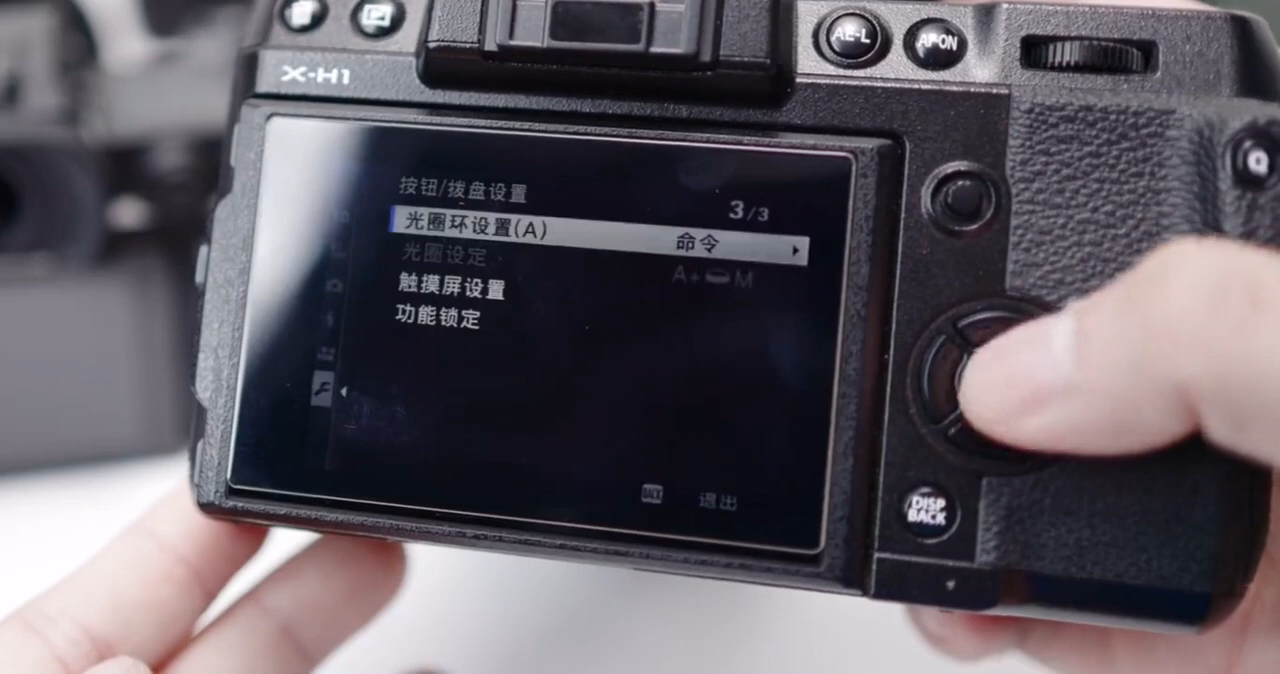 AE-L
AF-ON
X-H1
Q
按钮/拨盘设置
3/3
光圈环设置(A) 命令
光圈设定 A+ M
触摸屏设置
功能锁定
BACK 退出
DISP
BACK